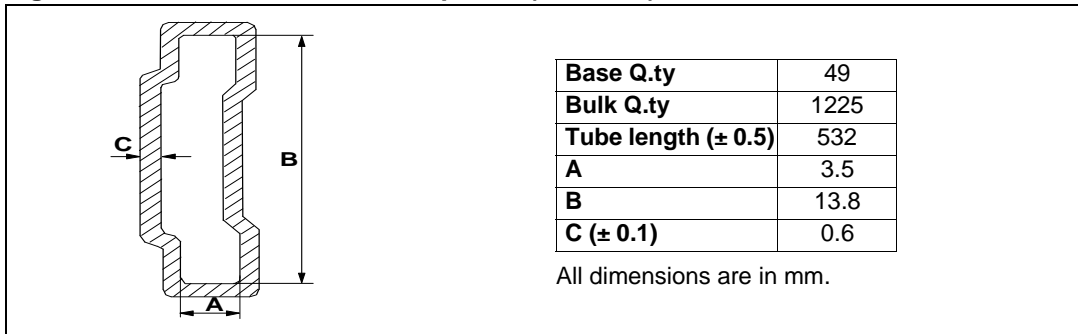 C
B
A
Base Q.ty 49
Bulk Q.ty 1225
Tube length (± 0.5) 532
A 3.5
B 13.8
C (± 0.1) 0.6
All dimensions are in mm.